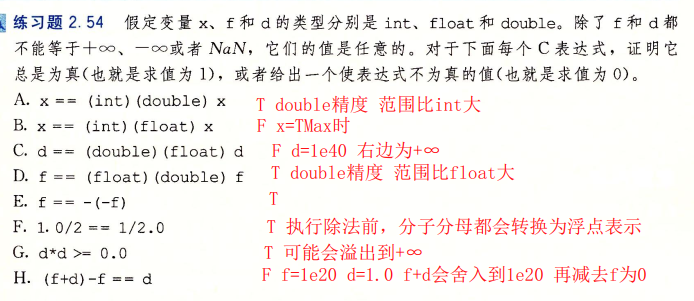 练习题 2.54 假定变量 x、f 和 d 的类型分别是 int、float 和 double。除了 f 和 d 都
不能等于+∞、-∞或者 NaN，它们的值是任意的。对于下面每个 C 表达式，证明它
总是为真(也就是求值为 1)，或者给出一个使表达式不为真的值(也就是求值为 0)。
A. x == (int)(double) x T double精度 范围比int大
B. x == (int)(float) x F x=TMax时
C. d == (double)(float) d F d=1e40 右边为+∞
D. f == (float)(double) f T double精度 范围比float大
E. f == -(-f) T
F. 1.0/2 == 1/2.0 T 执行除法前，分子分母都会转换为浮点表示
G. d*d >= 0.0 T 可能会溢出到+∞
H. (f+d)-f == d F f=1e20 d=1.0 f+d会舍入到1e20 再减去f为0